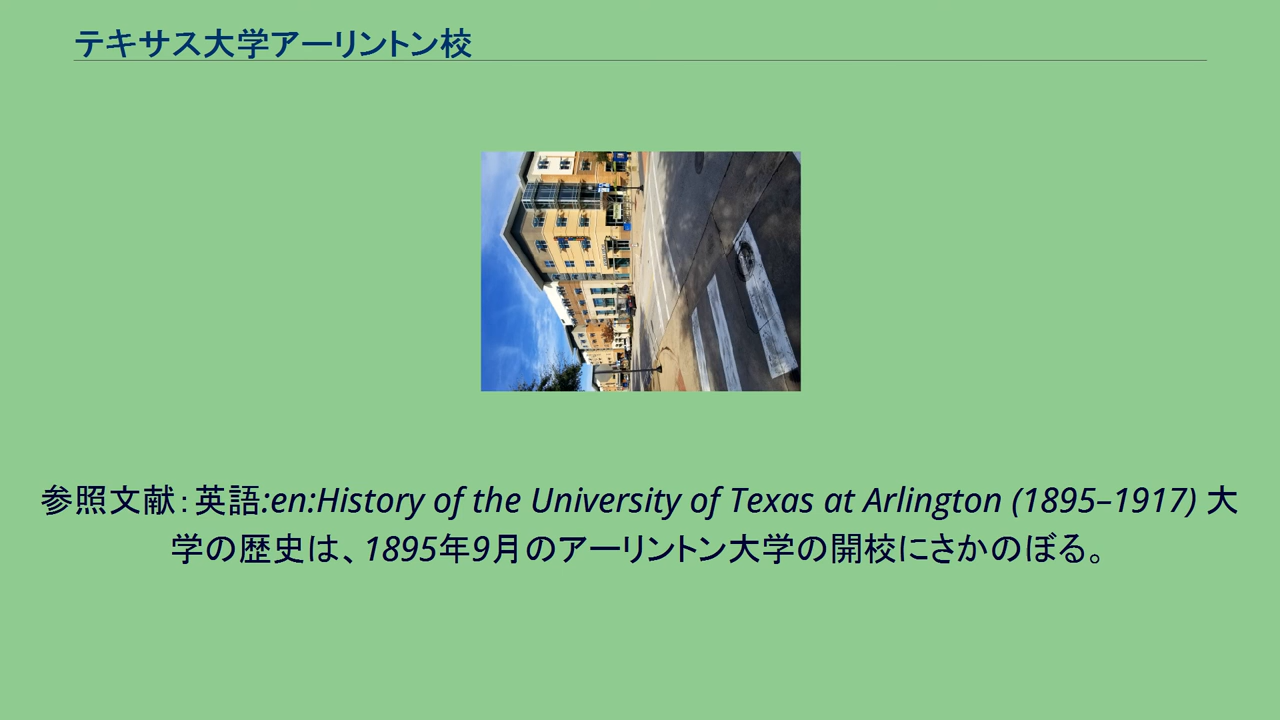 テキサス大学アーリントン校
参照文献：英語:en:History of the University of Texas at Arlington (1895–1917) 大
学の歴史は、1895年9月のアーリントン大学の開校にさかのぼる。